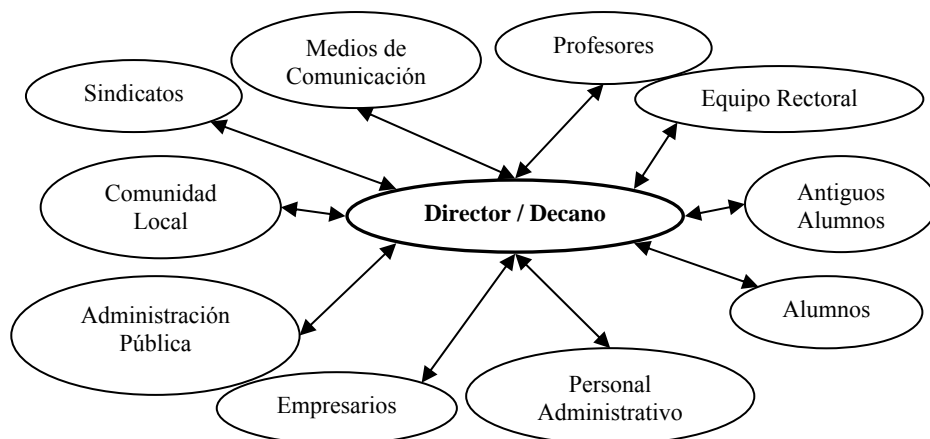 Medios de
Comunicación
Profesores
Sindicatos
Equipo Rectoral
Comunidad
Local
Director / Decano
Antiguos
Alumnos
Administración
Pública
Alumnos
Empresarios
Personal
Administrativo